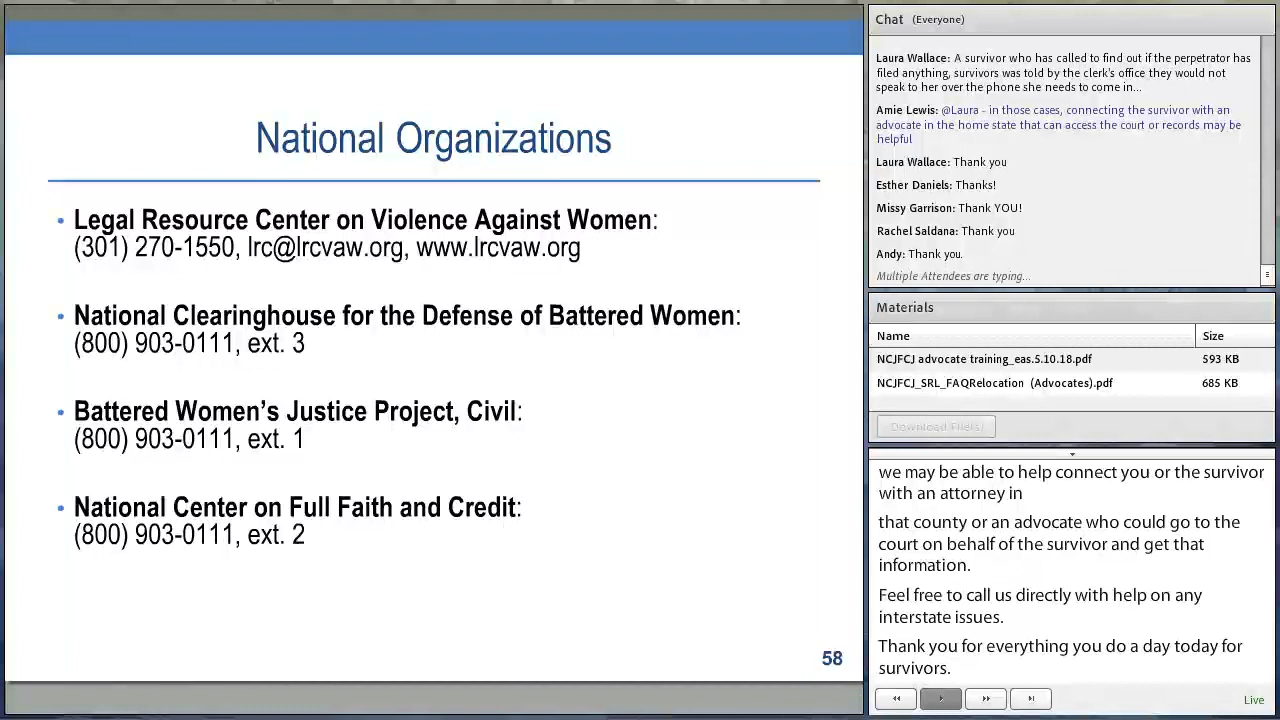 National Organizations
• Legal Resource Center on Violence Against Women:
(301) 270-1550, lrc@lrcvaw.org, www.lrcvaw.org
• National Clearinghouse for the Defense of Battered Women:
(800) 903-0111, ext. 3
• Battered Women's Justice Project, Civil:
(800) 903-0111, ext. 1
• National Center on Full Faith and Credit:
(800) 903-0111, ext. 2
58
Chat (Everyone)
Laura Wallace: A survivor who has called to find out if the perpetrator has
filed anything, survivors was told by the clerk's office they would not
speak to her over the phone she needs to come in...
Amie Lewis: @Laura - in those cases, connecting the survivor with an
advocate in the home state that can access the court or records may be
helpful
Laura Wallace: Thank you
Esther Daniels: Thanks!
Missy Garrison: Thank YOU!
Rachel Saldana: Thank you
Andy: Thank you.
Multiple Attendees are typing...
Materials
Name Size
NCJFCJ advocate training_eas.5.10.18.pdf 593 KB
NCJFCJ_SRL_FAQRelocation (Advocates).pdf 685 KB
Download File(s)
we may be able to help connect you or the survivor
with an attorney in
that county or an advocate who could go to the
court on behalf of the survivor and get that
information.
Feel free to call us directly with help on any
interstate issues.
Thank you for everything you do a day today for
survivors.
Live